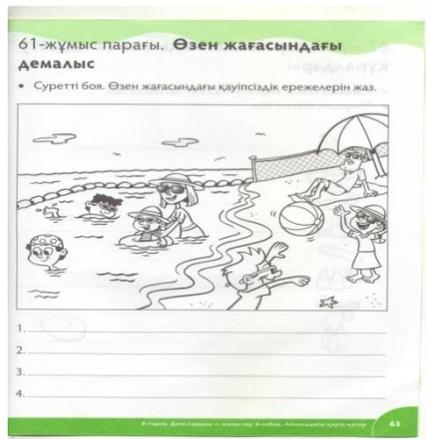 61-жұмыс парағы. Өзен жағасындағы
демалыс
• Суретті боя. Өзен жағасындағы қауіпсіздік ережелерін жаз.
1.
2.
3.
4.
63